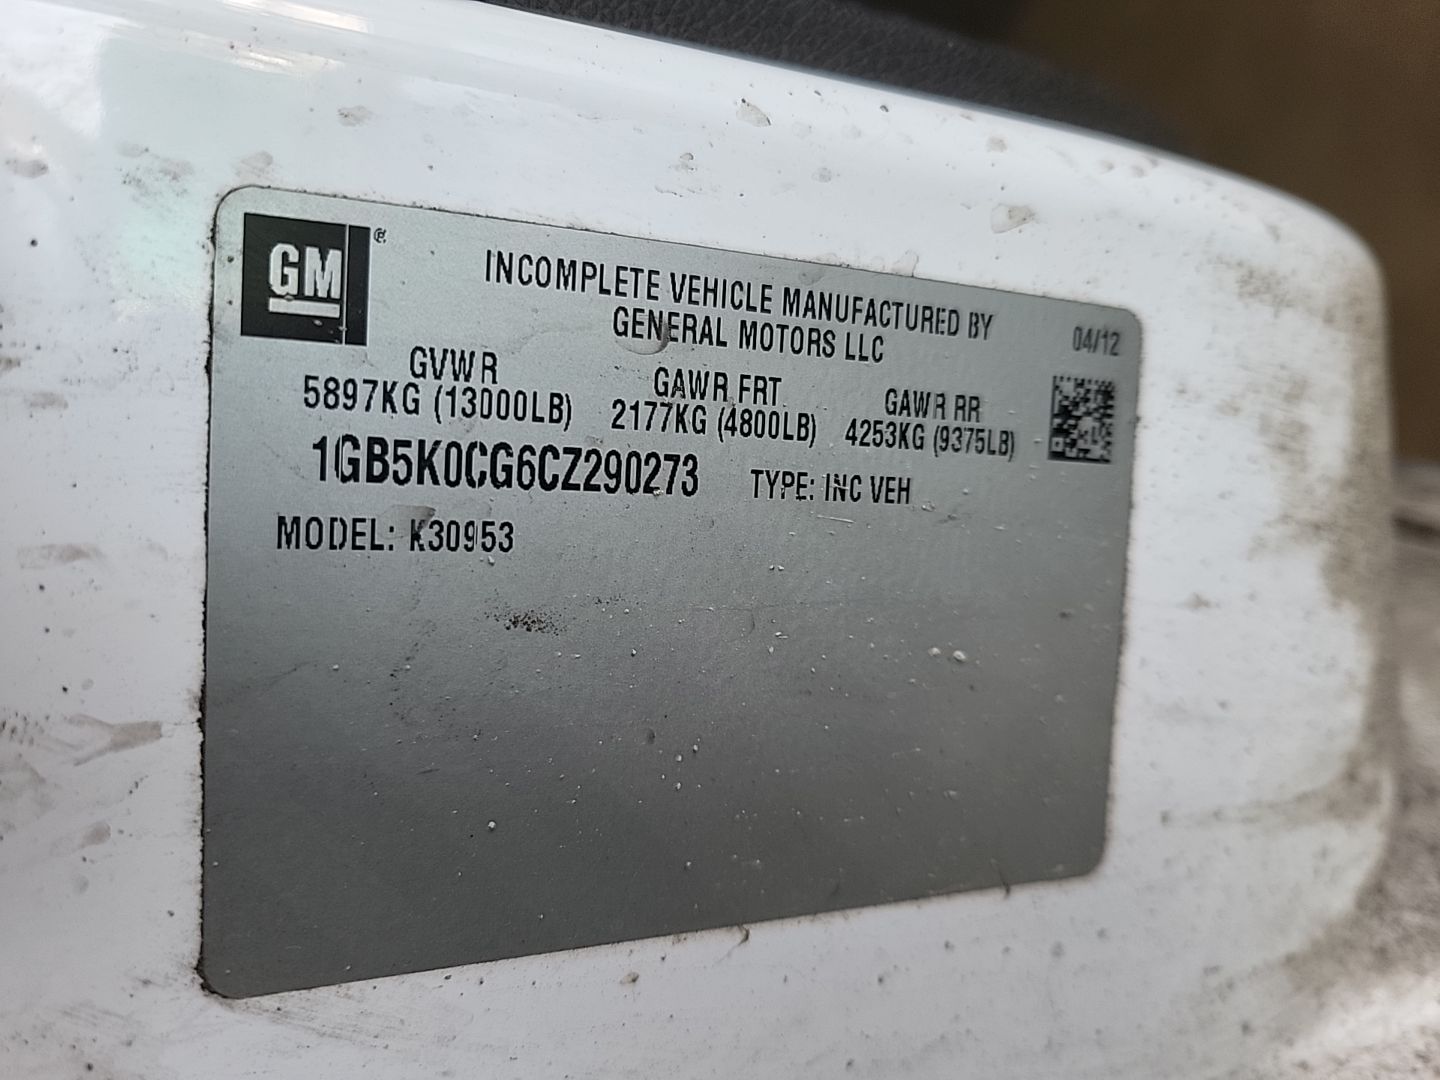 GM ®
INCOMPLETE VEHICLE MANUFACTURED BY
GENERAL MOTORS LLC
04/12
GVWR
5897KG (13000LB)
GAWR FRT
2177KG (4800LB)
GAWR RR
4253KG (9375LB)
1GB5K0CG6CZ290273
TYPE: INC VEH
MODEL: K30953